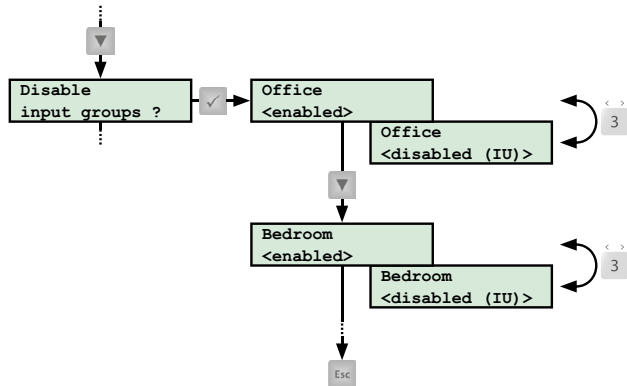 Disable
input groups ?
Office
<enabled>
Office
<disabled (IU)>
< >
3
Bedroom
<enabled>
Bedroom
<disabled (IU)>
< >
3
Esc